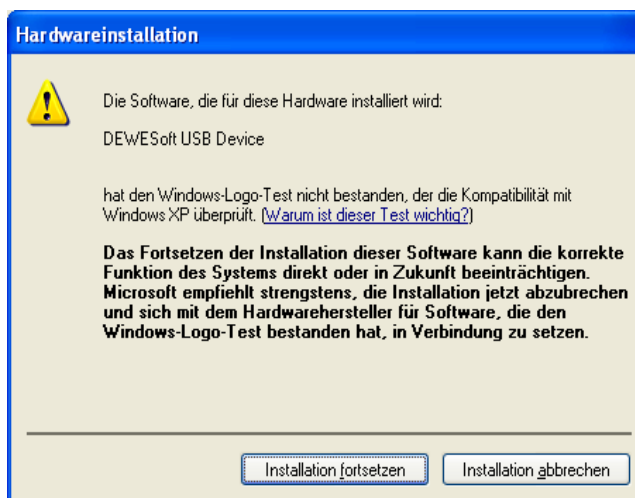 Hardwareinstallation
Die Software, die für diese Hardware installiert wird:
DEWESoft USB Device
hat den Windows-Logo-Test nicht bestanden, der die Kompatibilität mit
Windows XP überprüft. (Warum ist dieser Test wichtig?)
Das Fortsetzen der Installation dieser Software kann die korrekte
Funktion des Systems direkt oder in Zukunft beeinträchtigen.
Microsoft empfiehlt strengstens, die Installation jetzt abzubrechen
und sich mit dem Hardwarehersteller für Software, die den
Windows-Logo-Test bestanden hat, in Verbindung zu setzen.
Installation fortsetzen
Installation abbrechen